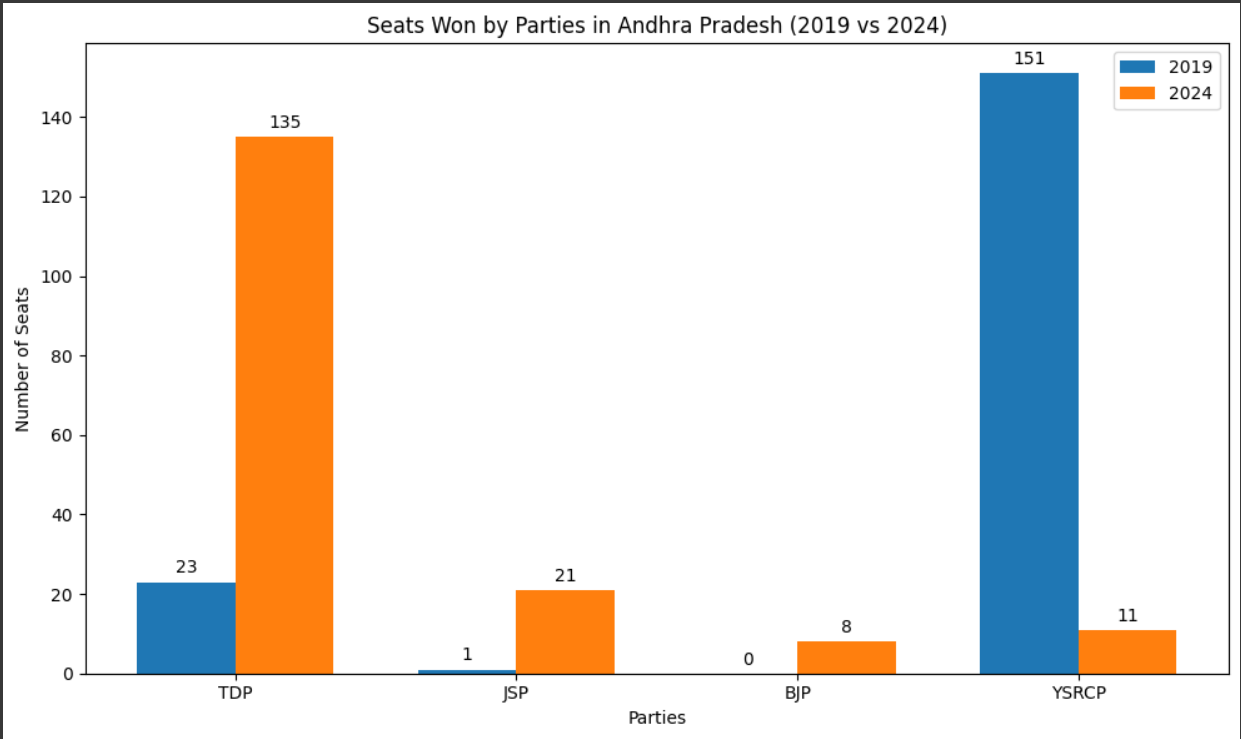 Seats Won by Parties in Andhra Pradesh (2019 vs 2024)
151
2019
2024
140
135
120
100
80
60
40
20
0
Number of Seats
23
1
21
0
8
11
TDP
JSP
BJP
YSRCP
Parties